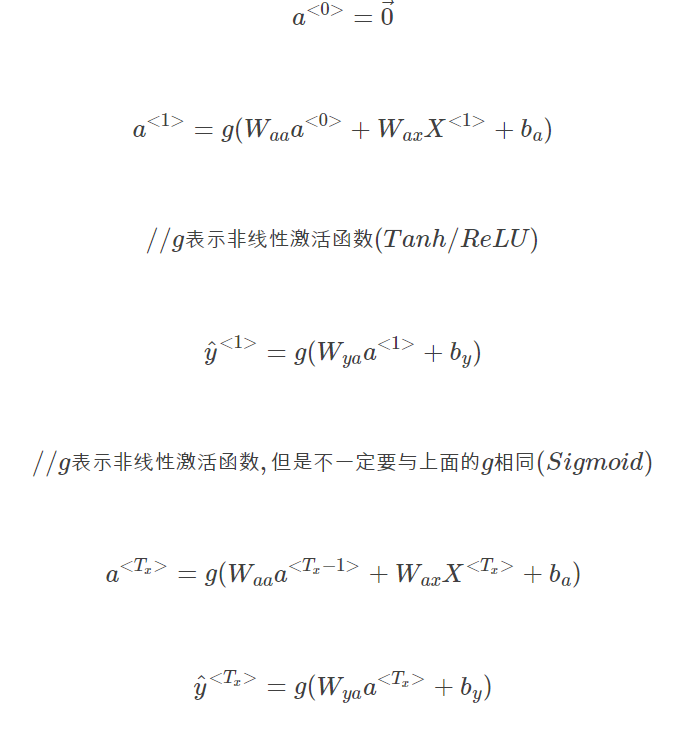 $a^{<0>} = \vec{0}$
$a^{<1>} = g(W_{aa}a^{<0>} + W_{ax}X^{<1>} + b_a)$
//g表示非线性激活函数(Tanh/ReLU)
$\hat{y}^{<1>} = g(W_{ya}a^{<1>} + b_y)$
//g表示非线性激活函数,但是不一定要与上面的g相同(Sigmoid)
$a^{<T_x>} = g(W_{aa}a^{<T_x-1>} + W_{ax}X^{<T_x>} + b_a)$
$\hat{y}^{<T_x>} = g(W_{ya}a^{<T_x>} + b_y)$